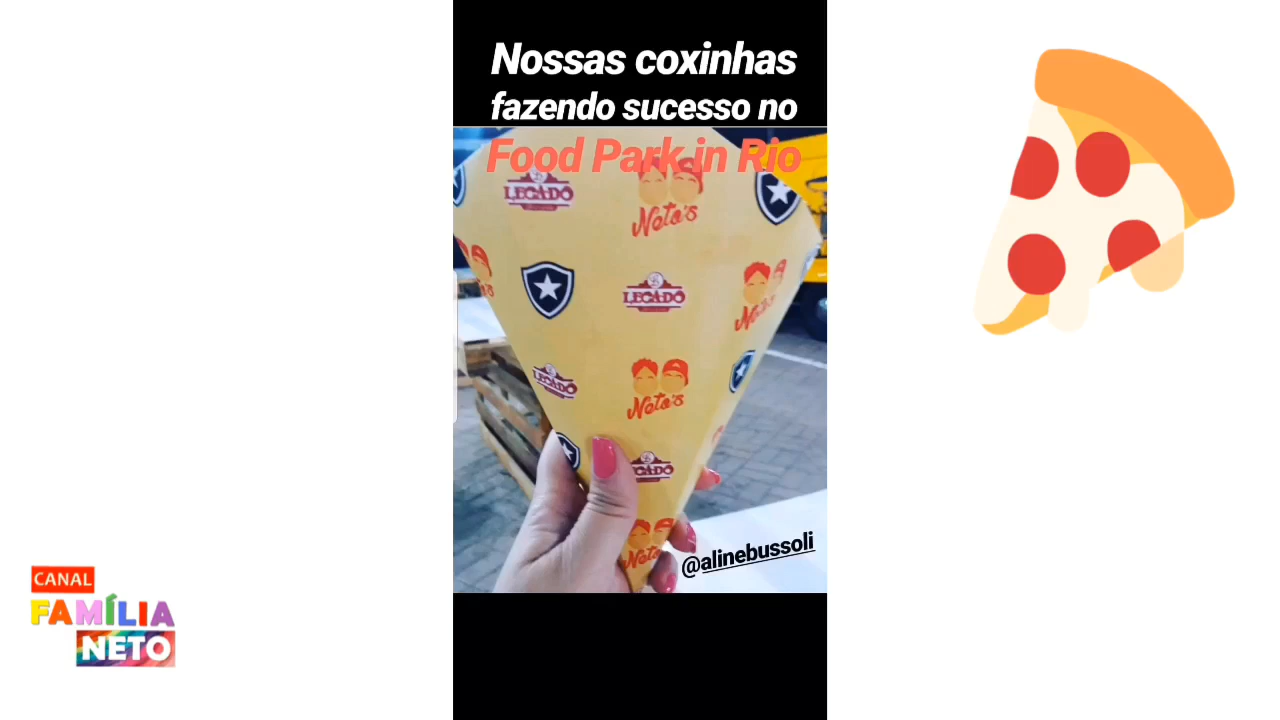 Nossas coxinhas
fazendo sucesso no
Food Park in Rio
LEGADO
Neto's
LEGADO
Neto's
LEGADO
Neto's
LEGADO
Neto's
@alinebussoli
CANAL
FAMÍLIA
NETO